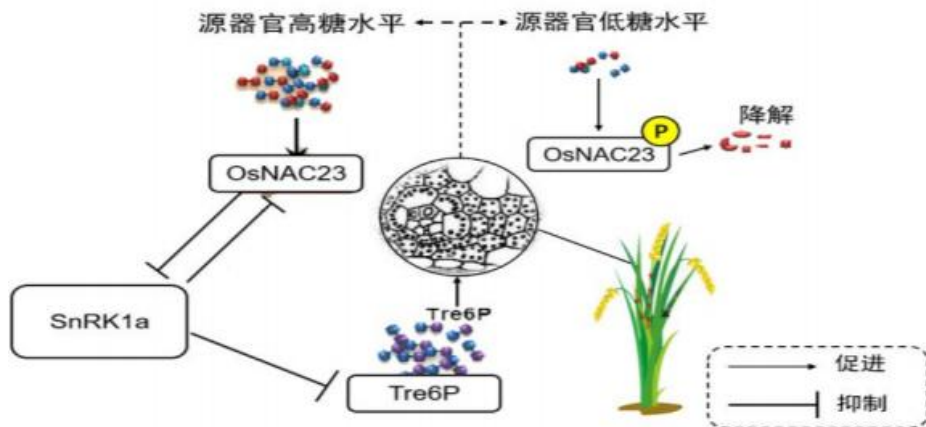 源器官高糖水平
源器官低糖水平
OsNAC23
P
OsNAC23
降解
SnRK1a
Tre6P
Tre6P
促进
抑制